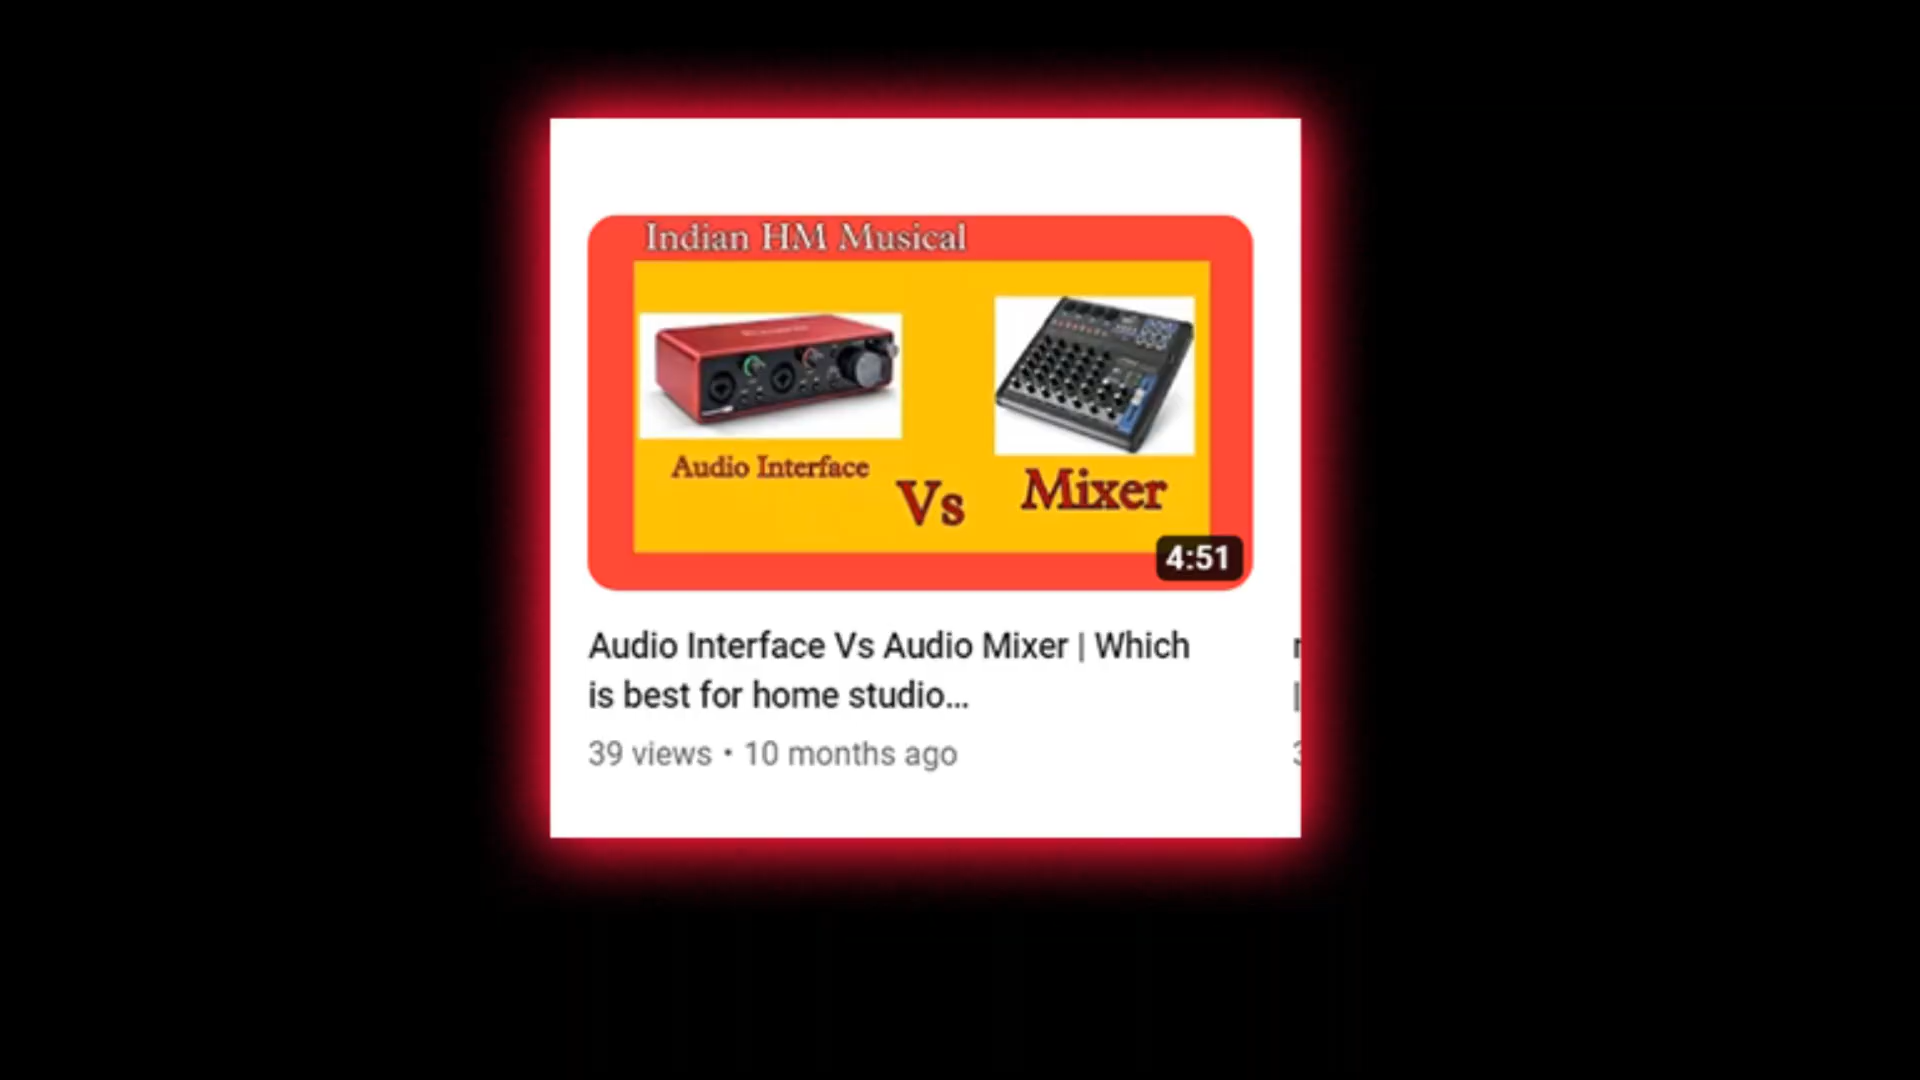 Indian HM Musical
Audio Interface
Vs
Mixer
4:51
Audio Interface Vs Audio Mixer | Which
is best for home studio...
39 views • 10 months ago